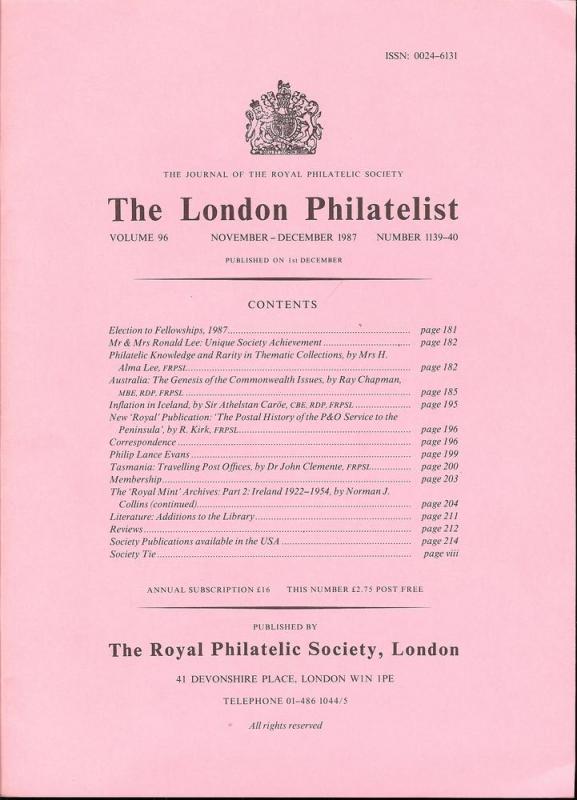 ISSN: 0024–6131
THE JOURNAL OF THE ROYAL PHILATELIC SOCIETY
The London Philatelist
VOLUME 96 NOVEMBER – DECEMBER 1987 NUMBER 1139–40
PUBLISHED ON 1st DECEMBER
CONTENTS
Election to Fellowships, 1987 page 181
Mr & Mrs Ronald Lee: Unique Society Achievement page 182
Philatelic Knowledge and Rarity in Thematic Collections, by Mrs H.
Alma Lee, FRPSL page 182
Australia: The Genesis of the Commonwealth Issues, by Ray Chapman,
MBE, RDP, FRPSL page 185
Inflation in Iceland, by Sir Athelstan Caröe, CBE, RDP, FRPSL page 195
New 'Royal' Publication: 'The Postal History of the P&O Service to the
Peninsula', by R. Kirk, FRPSL page 196
Correspondence page 196
Philip Lance Evans page 199
Tasmania: Travelling Post Offices, by Dr John Clemente, FRPSL page 200
Membership page 203
The 'Royal Mint' Archives: Part 2: Ireland 1922–1954, by Norman J.
Collins (continued) page 204
Literature: Additions to the Library page 211
Reviews page 212
Society Publications available in the USA page 214
Society Tie page viii
ANNUAL SUBSCRIPTION £16 THIS NUMBER £2.75 POST FREE
PUBLISHED BY
The Royal Philatelic Society, London
41 DEVONSHIRE PLACE, LONDON W1N 1PE
TELEPHONE 01–486 1044/5
All rights reserved